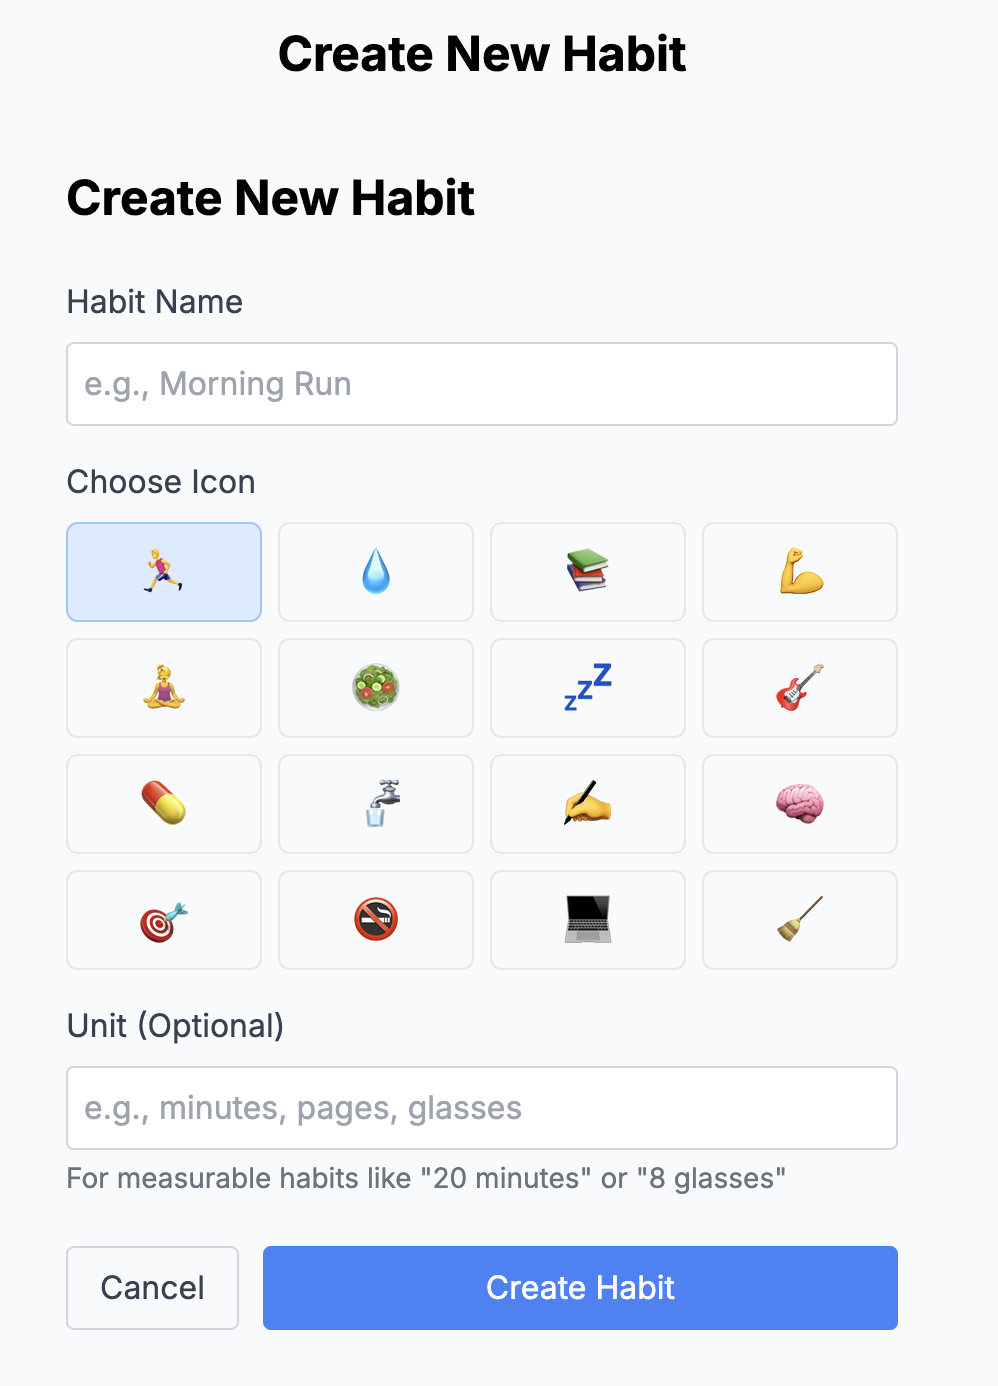 Create New Habit
Create New Habit
Habit Name
e.g., Morning Run
Choose Icon
Unit (Optional)
e.g., minutes, pages, glasses
For measurable habits like "20 minutes" or "8 glasses"
Cancel
Create Habit